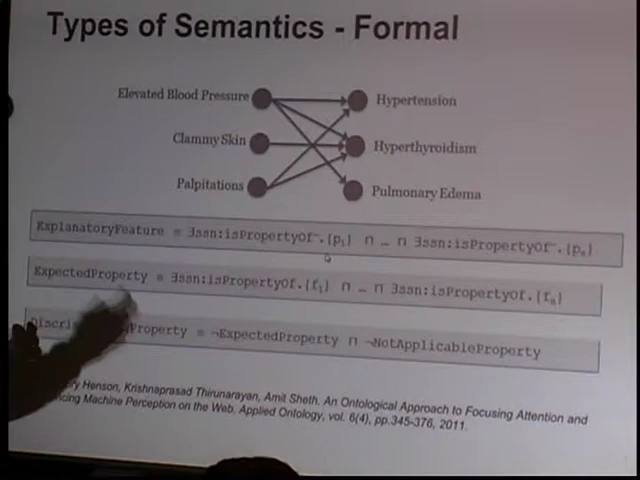 Types of Semantics - Formal
Elevated Blood Pressure
Hypertension
Clammy Skin
Hyperthyroidism
Palpitations
Pulmonary Edema
ExplanatoryFeature ≡ ∃ssn:isPropertyOf⁻.{p₁} ⊓ … ⊓ ∃ssn:isPropertyOf⁻.{pₙ}
ExpectedProperty ≡ ∃ssn:isPropertyOf.{f₁} ⊓ … ⊓ ∃ssn:isPropertyOf.{fₙ}
Property ≡ ¬ExpectedProperty ⊓ ¬NotApplicableProperty
Henson, Krishnaprasad Thirunarayan, Amit Sheth. An Ontological Approach to Focusing Attention and
Machine Perception on the Web. Applied Ontology, vol. 6(4), pp.345-376, 2011.